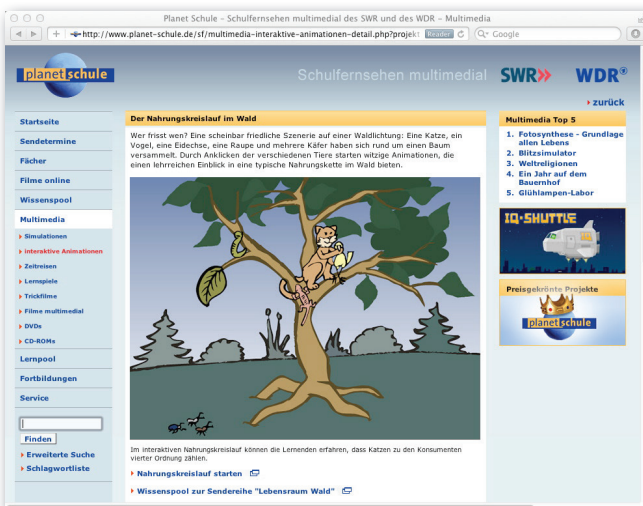 Planet Schule – Schulfernsehen multimedial des SWR und des WDR – Multimedia
http://www.planet-schule.de/sf/multimedia-interaktive-animationen-detail.php?projekt
Reader
Google
planet schule
Schulfernsehen multimedial
SWR
WDR
zurück
Startseite
Sendetermine
Fächer
Filme online
Wissenspool
Multimedia
Simulationen
interaktive Animationen
Zeitreisen
Lernspiele
Trickfilme
Filme multimedial
DVDs
CD-ROMs
Lernpool
Fortbildungen
Service
Finden
Erweiterte Suche
Schlagwortliste
Der Nahrungskreislauf im Wald
Wer frisst wen? Eine scheinbar friedliche Szenerie auf einer Waldlichtung: Eine Katze, ein
Vogel, eine Eidechse, eine Raupe und mehrere Käfer haben sich rund um einen Baum
versammelt. Durch Anklicken der verschiedenen Tiere starten witzige Animationen, die
einen lehrreichen Einblick in eine typische Nahrungskette im Wald bieten.
Im interaktiven Nahrungskreislauf können die Lernenden erfahren, dass Katzen zu den Konsumenten
vierter Ordnung zählen.
Nahrungskreislauf starten
Wissenspool zur Sendereihe "Lebensraum Wald"
Multimedia Top 5
1. Fotosynthese - Grundlage
allen Lebens
2. Blitzsimulator
3. Weltreligionen
4. Ein Jahr auf dem
Bauernhof
5. Glühlampen-Labor
IQ-SHUTTLE
IQ
Preisgekrönte Projekte
planet schule